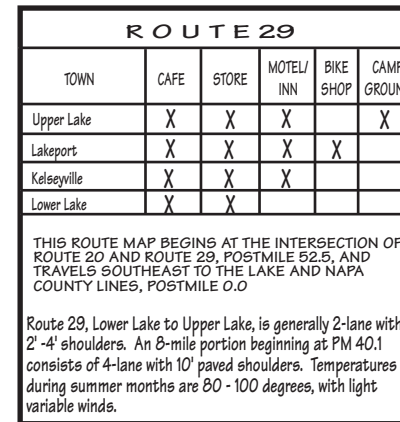 ROUTE 29
TOWN CAFE STORE MOTEL/ INN BIKE SHOP CAMP GROUN
Upper Lake X X X X
Lakeport X X X X
Kelseyville X X X
Lower Lake X X
THIS ROUTE MAP BEGINS AT THE INTERSECTION OF
ROUTE 20 AND ROUTE 29, POSTMILE 52.5, AND
TRAVELS SOUTHEAST TO THE LAKE AND NAPA
COUNTY LINES, POSTMILE 0.0
Route 29, Lower Lake to Upper Lake, is generally 2-lane with
2' -4' shoulders. An 8-mile portion beginning at PM 40.1
consists of 4-lane with 10' paved shoulders. Temperatures
during summer months are 80 - 100 degrees, with light
variable winds.